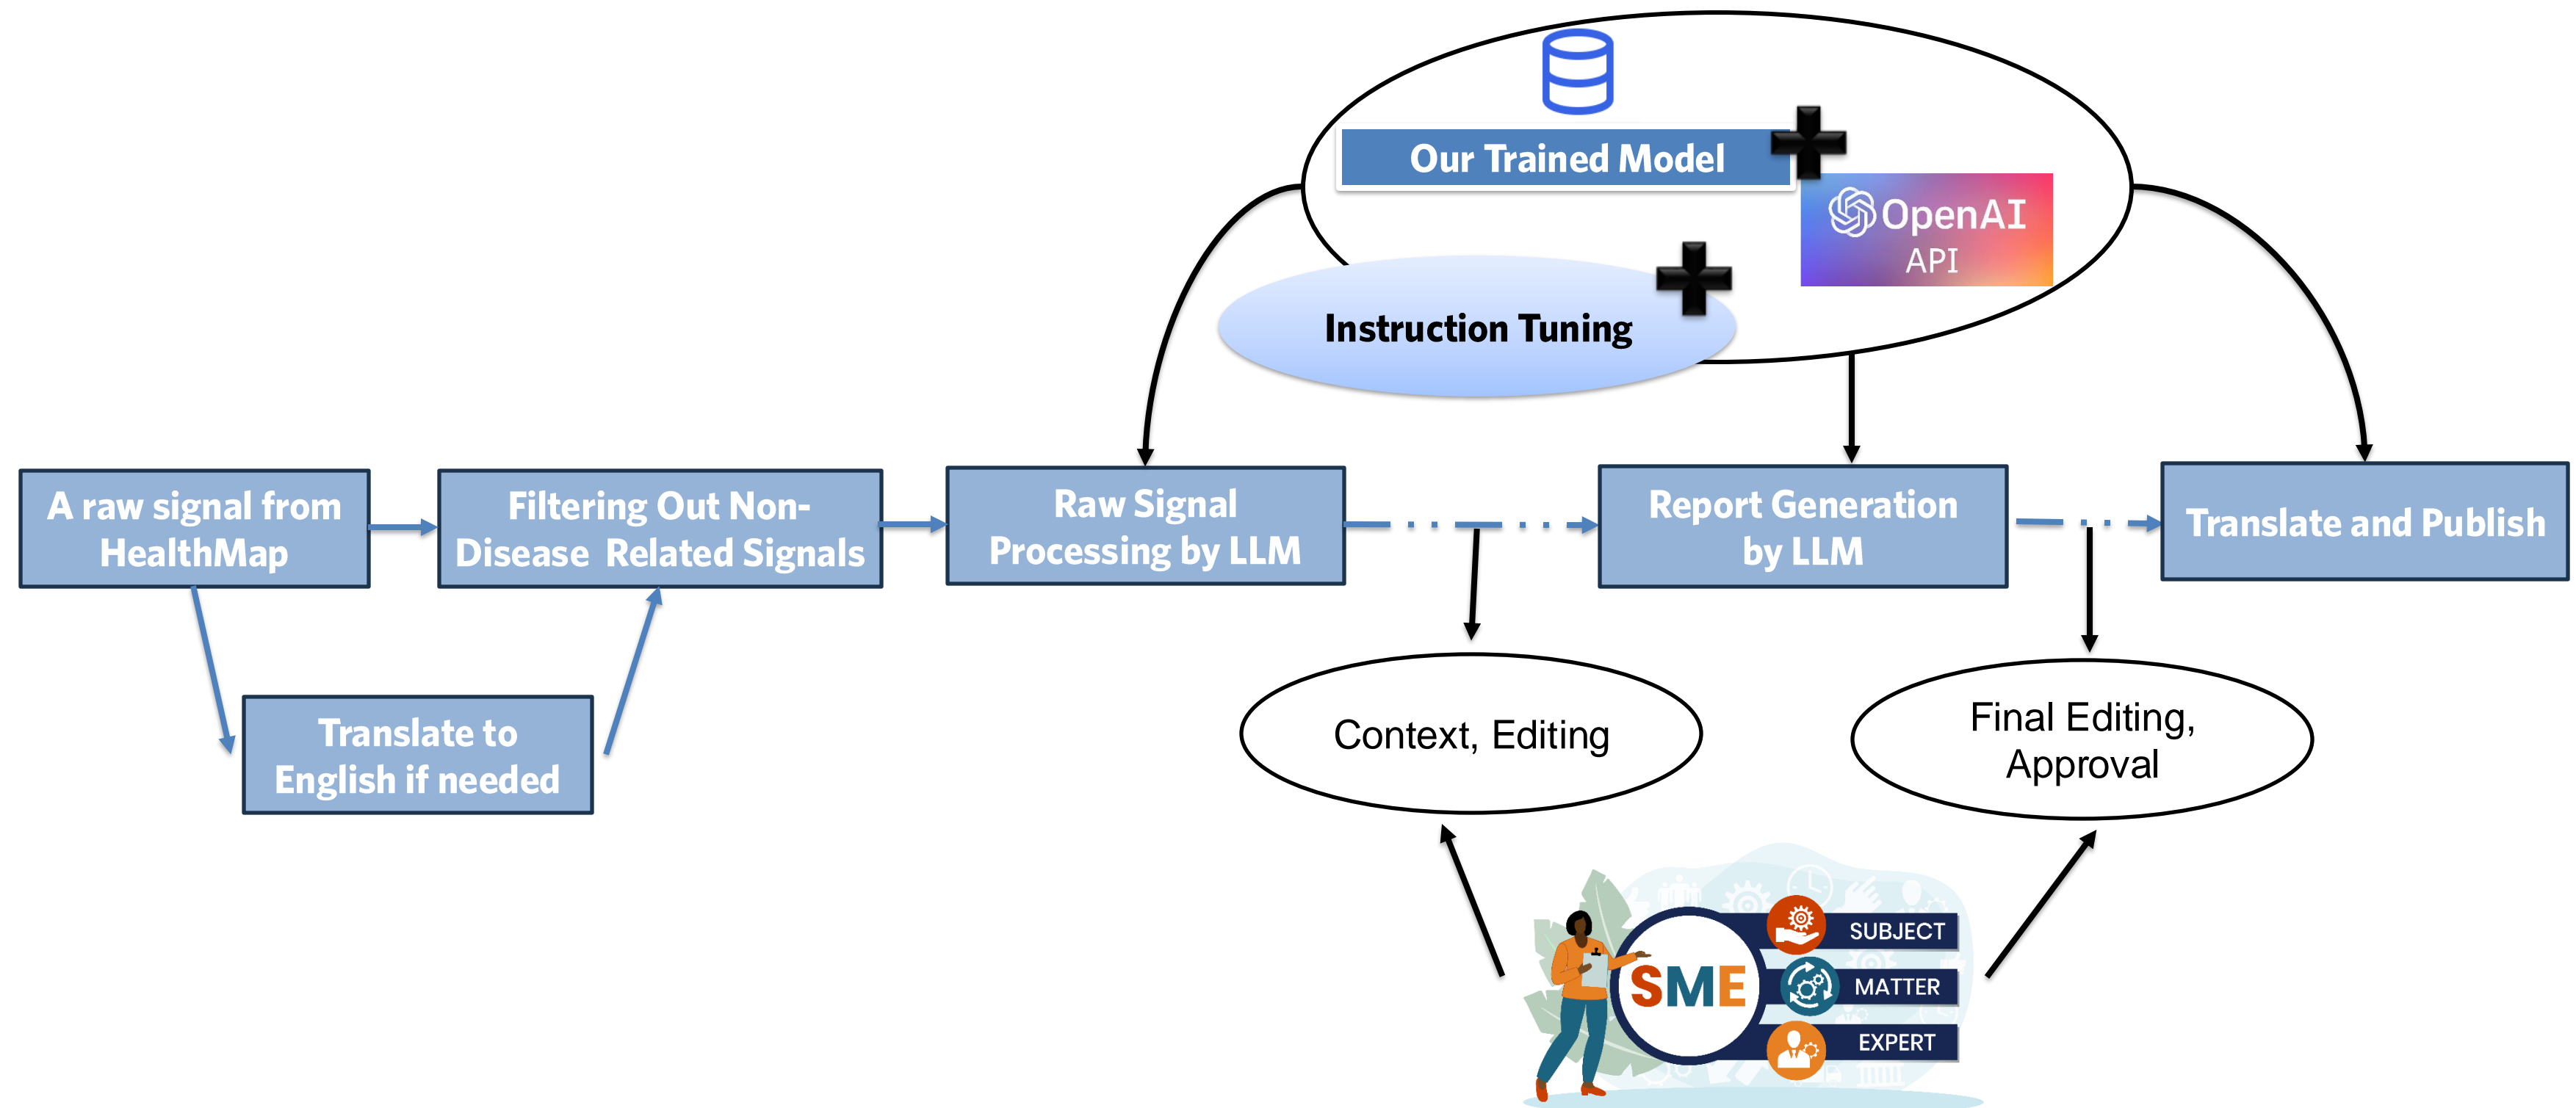 Our Trained Model
OpenAI
API
Instruction Tuning
A raw signal from
HealthMap
Filtering Out Non-
Disease Related Signals
Raw Signal
Processing by LLM
Report Generation
by LLM
Translate and Publish
Translate to
English if needed
Context, Editing
Final Editing,
Approval
SME
SUBJECT
MATTER
EXPERT